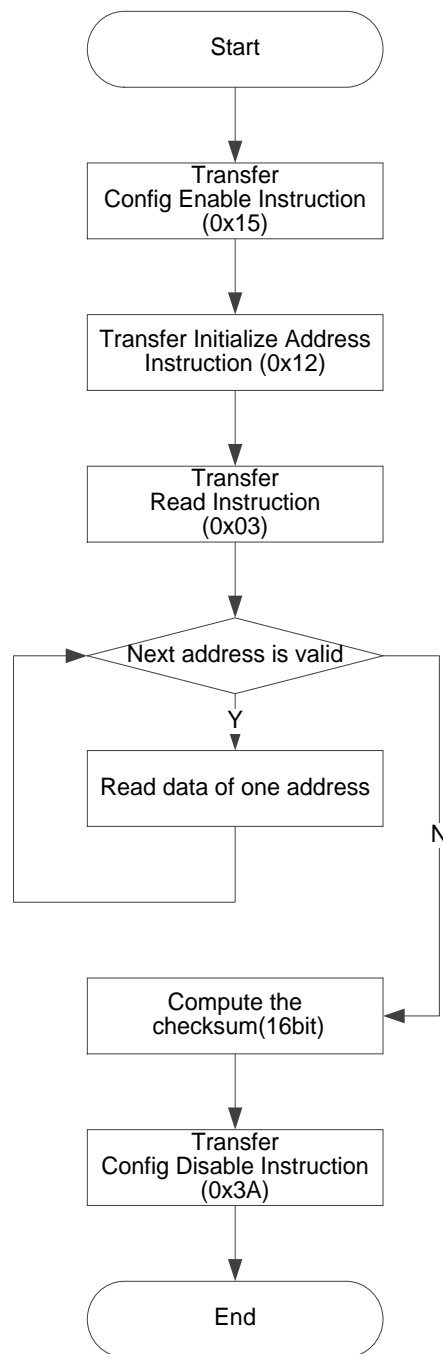 Start
Transfer
Config Enable Instruction
(0x15)
Transfer Initialize Address
Instruction (0x12)
Transfer
Read Instruction
(0x03)
Next address is valid
Y
Read data of one address
N
Compute the
checksum(16bit)
Transfer
Config Disable Instruction
(0x3A)
End